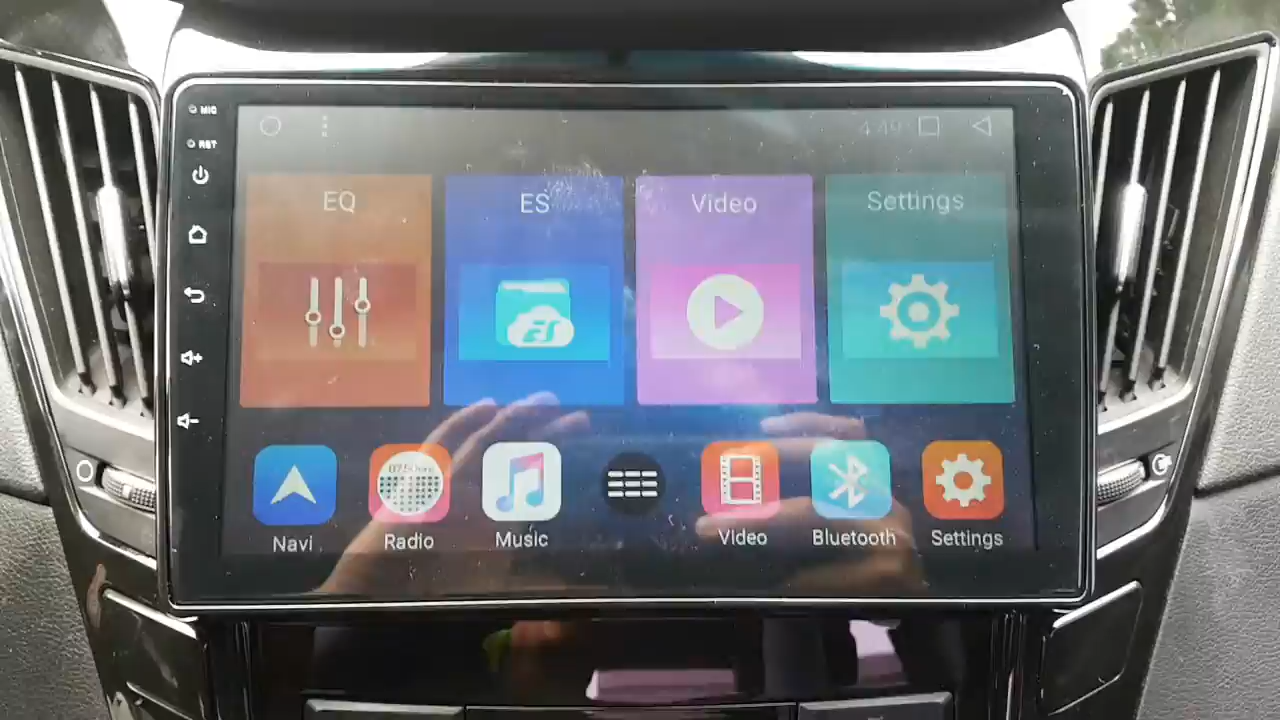 MIC
RST
4:49
EQ
ES
Video
Settings
Navi
Radio
Music
Video
Bluetooth
Settings